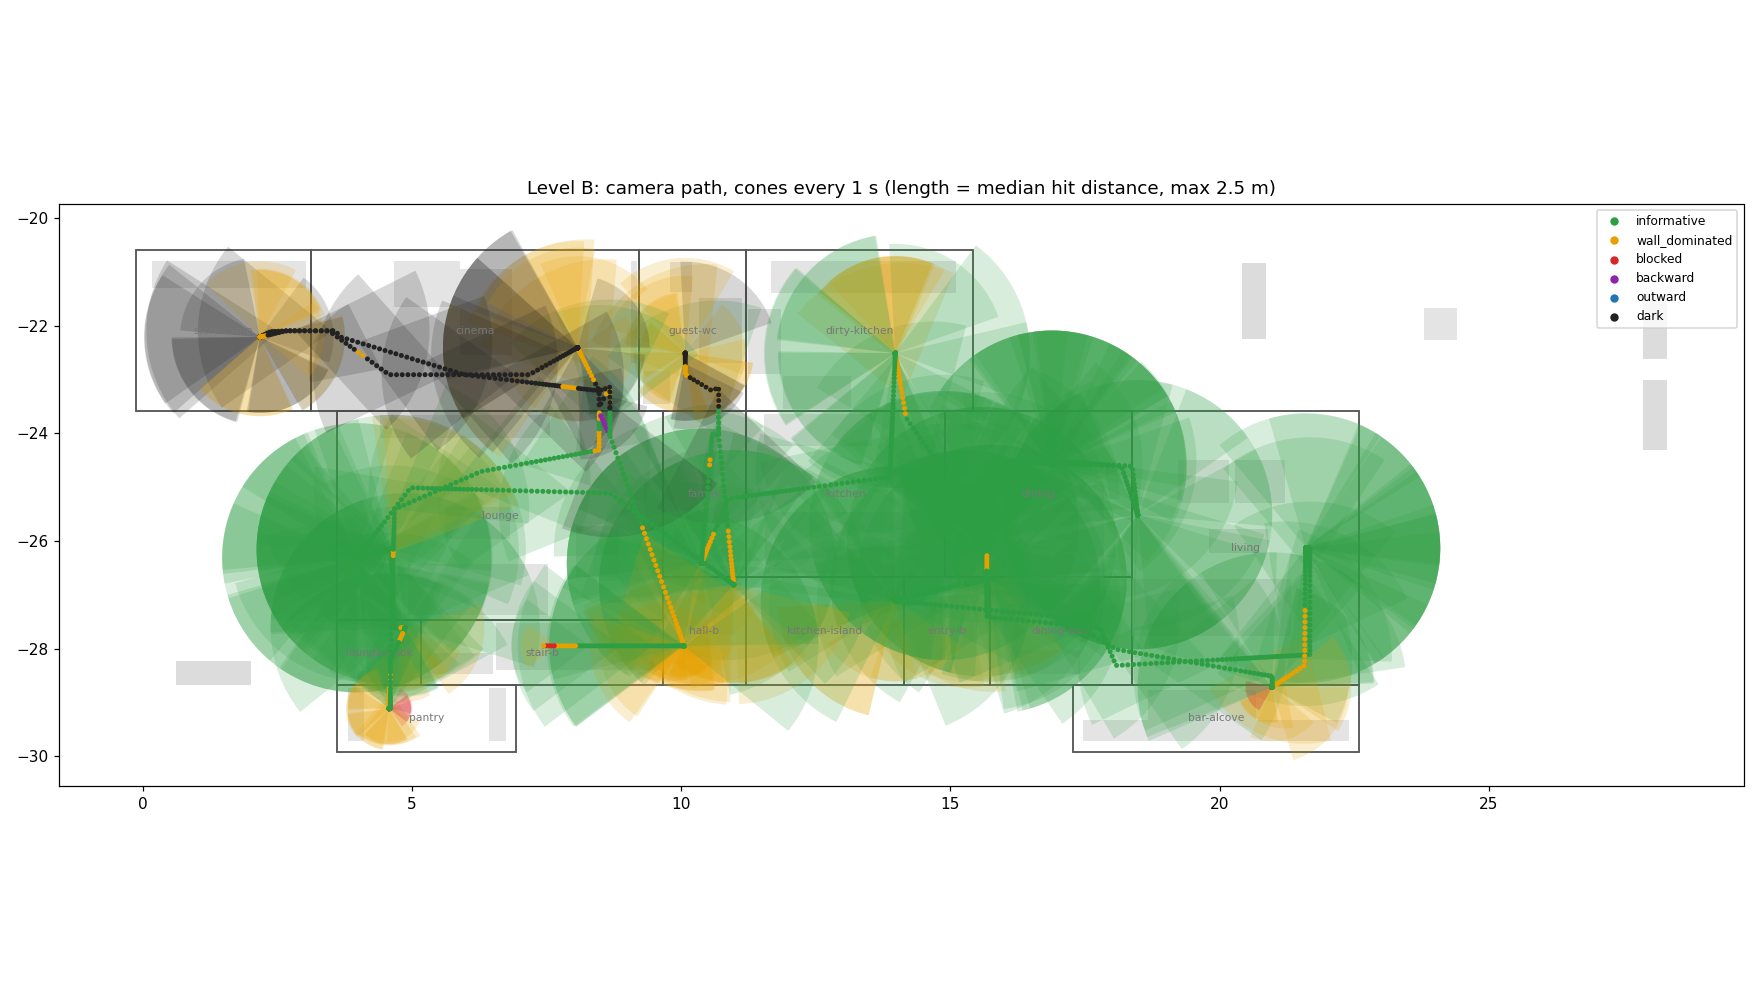 Level B: camera path, cones every 1 s (length = median hit distance, max 2.5 m)
−20
−22
−24
−26
−28
−30
0
5
10
15
20
25
informative
wall_dominated
blocked
backward
outward
dark
cinema
guest-wc
dirty-kitchen
lounge
kitchen
living
hall-b
kitchen-island
stair-b
pantry
bar-alcove